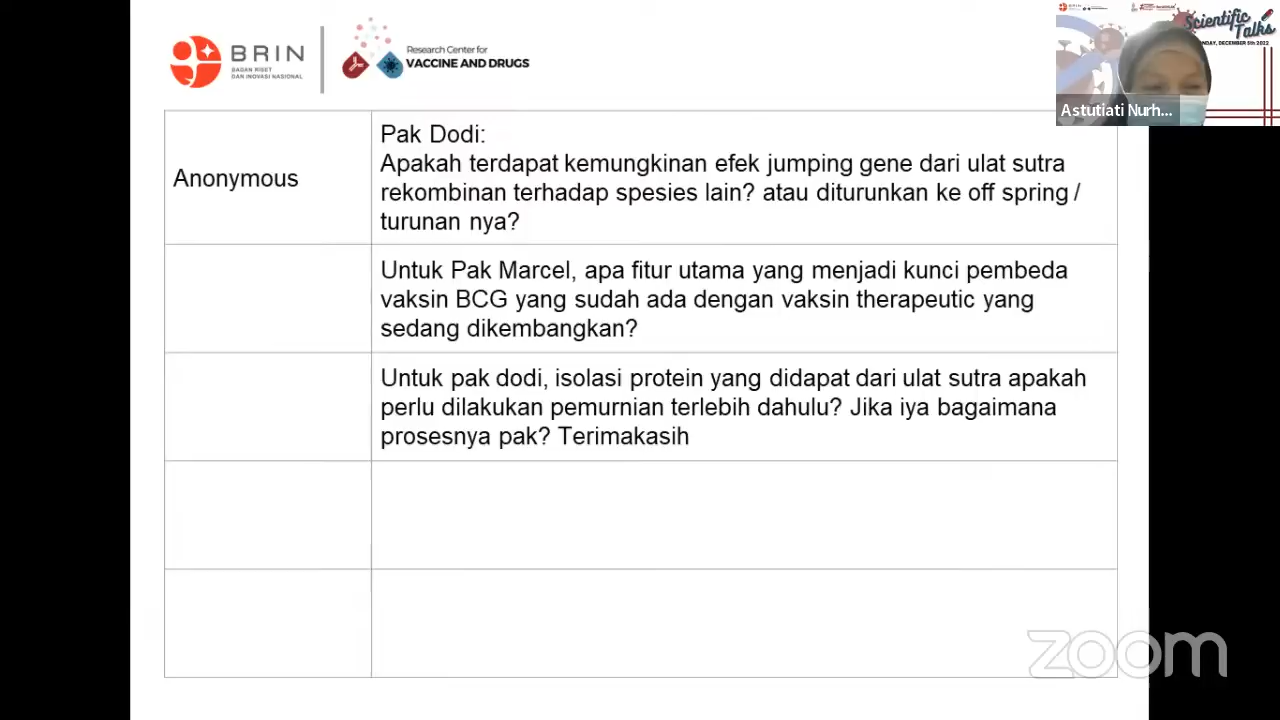 BRIN
BADAN RISET
DAN INOVASI NASIONAL
Research Center for
VACCINE AND DRUGS
Scientific
Talks
MONDAY, DECEMBER 5th 2022
Astutiati Nurh...
Anonymous
Pak Dodi:
Apakah terdapat kemungkinan efek jumping gene dari ulat sutra
rekombinan terhadap spesies lain? atau diturunkan ke off spring /
turunan nya?
Untuk Pak Marcel, apa fitur utama yang menjadi kunci pembeda
vaksin BCG yang sudah ada dengan vaksin therapeutic yang
sedang dikembangkan?
Untuk pak dodi, isolasi protein yang didapat dari ulat sutra apakah
perlu dilakukan pemurnian terlebih dahulu? Jika iya bagaimana
prosesnya pak? Terimakasih
zoom